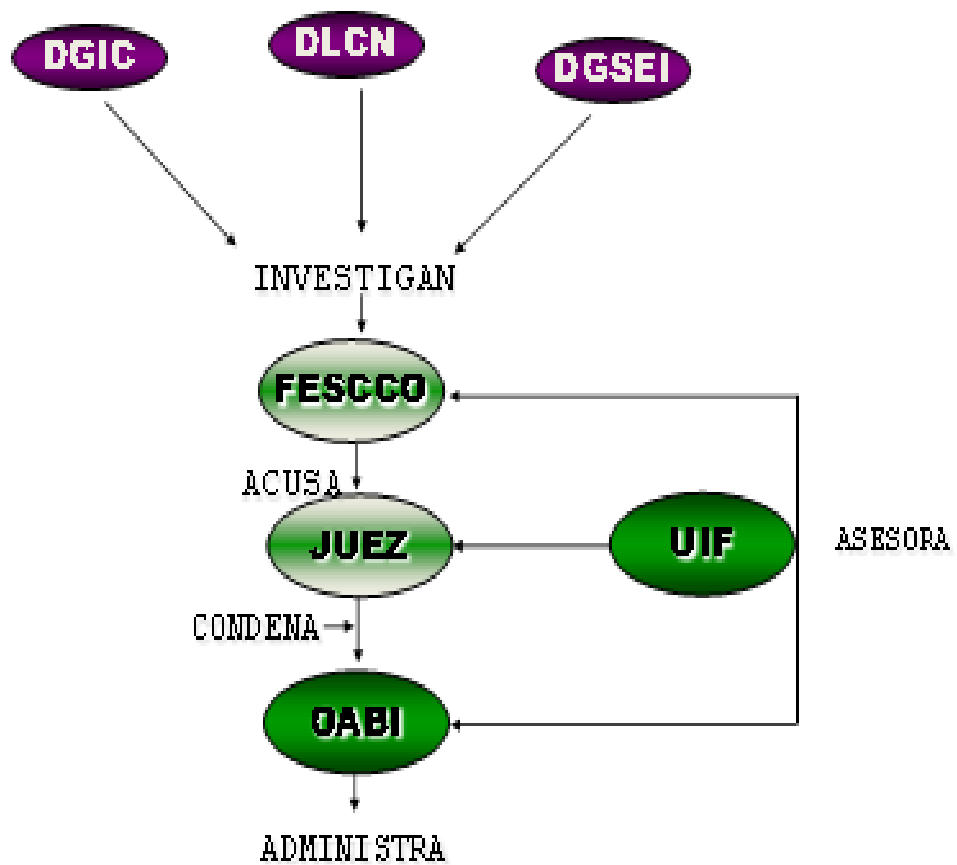 DGIC
DLCN
DGSEI
INVESTIGAN
FESCCO
ACUSA
JUEZ
UIF
ASESORA
CONDENA
OABI
ADMINISTRA